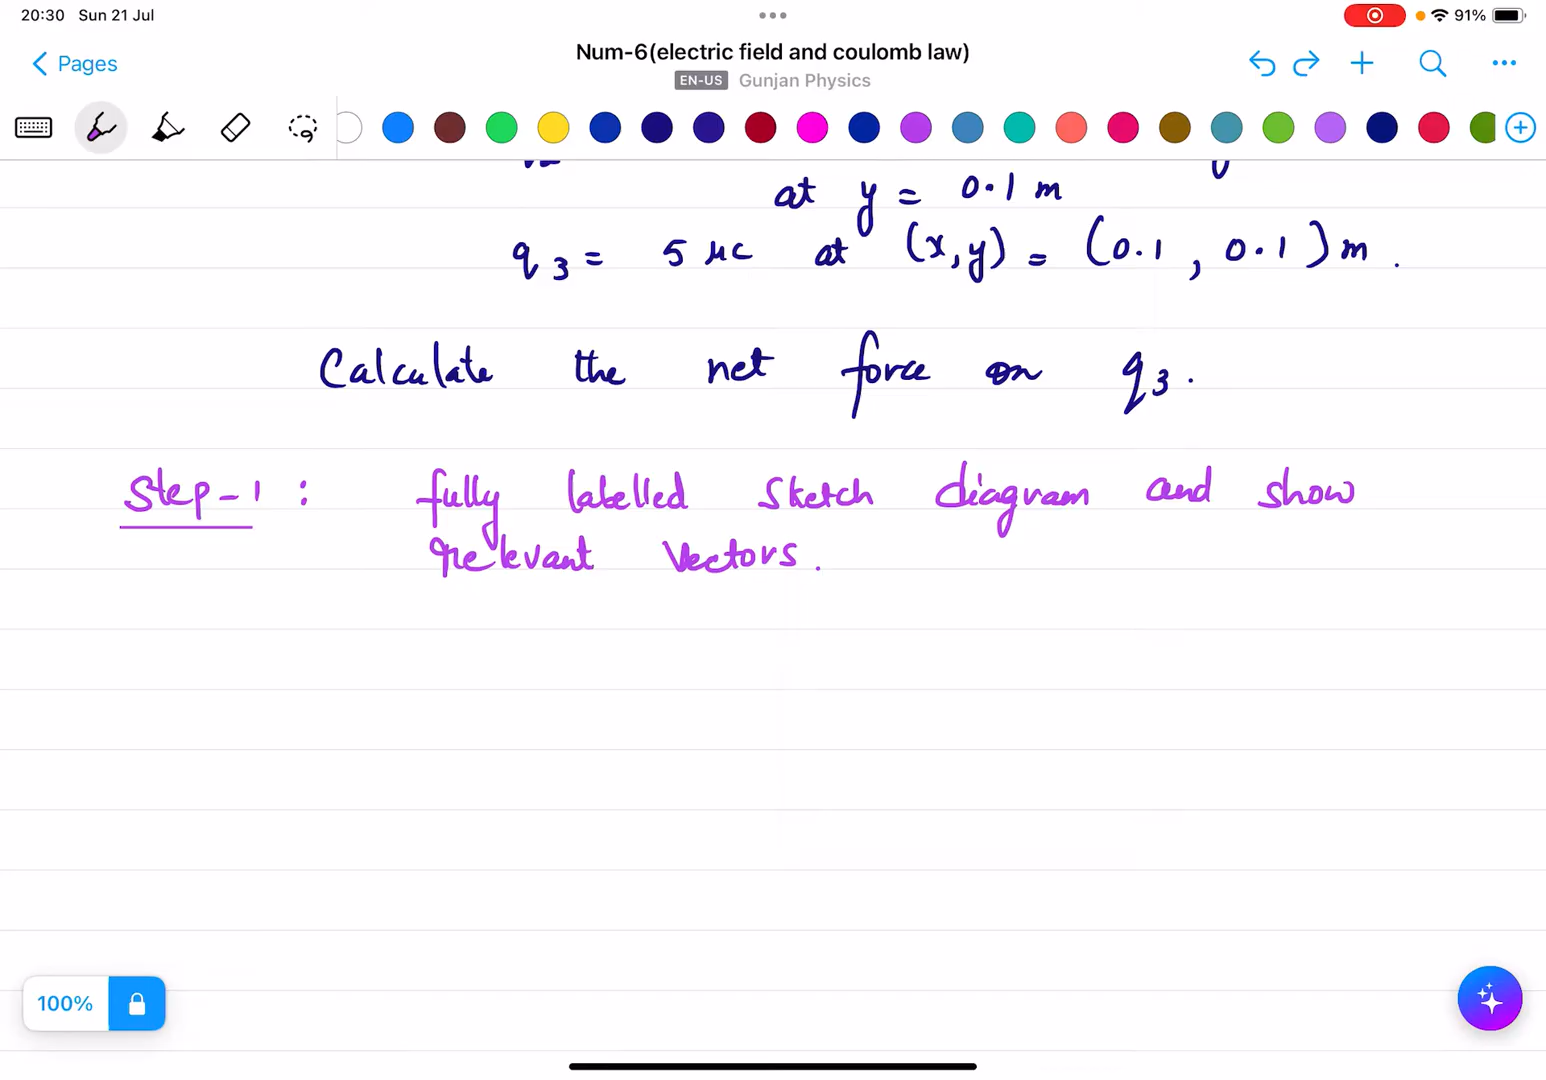 20:30 Sun 21 Jul
91%
Num-6(electric field and coulomb law)
Pages
EN-US Gunjan Physics
at y = 0.1 m
q3 = 5 μc at (x,y) = (0.1 , 0.1) m .
Calculate the net force on q3.
Step-1 : fully labelled sketch diagram and show
relevant vectors.
100%